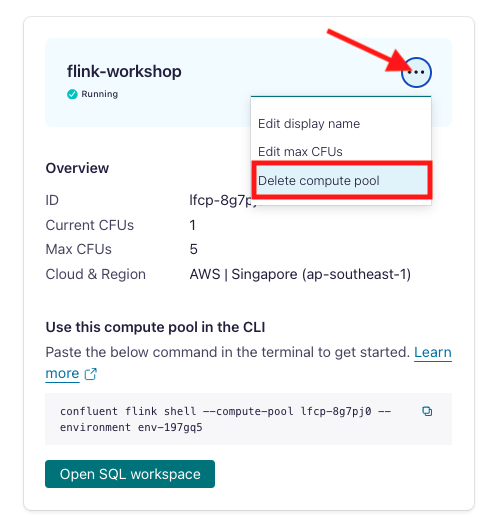 flink-workshop
Running
Edit display name
Edit max CFUs
Delete compute pool
Overview
ID lfcp-8g7p
Current CFUs 1
Max CFUs 5
Cloud & Region AWS | Singapore (ap-southeast-1)
Use this compute pool in the CLI
Paste the below command in the terminal to get started. Learn
more
confluent flink shell --compute-pool lfcp-8g7pj0 --
environment env-197gq5
Open SQL workspace